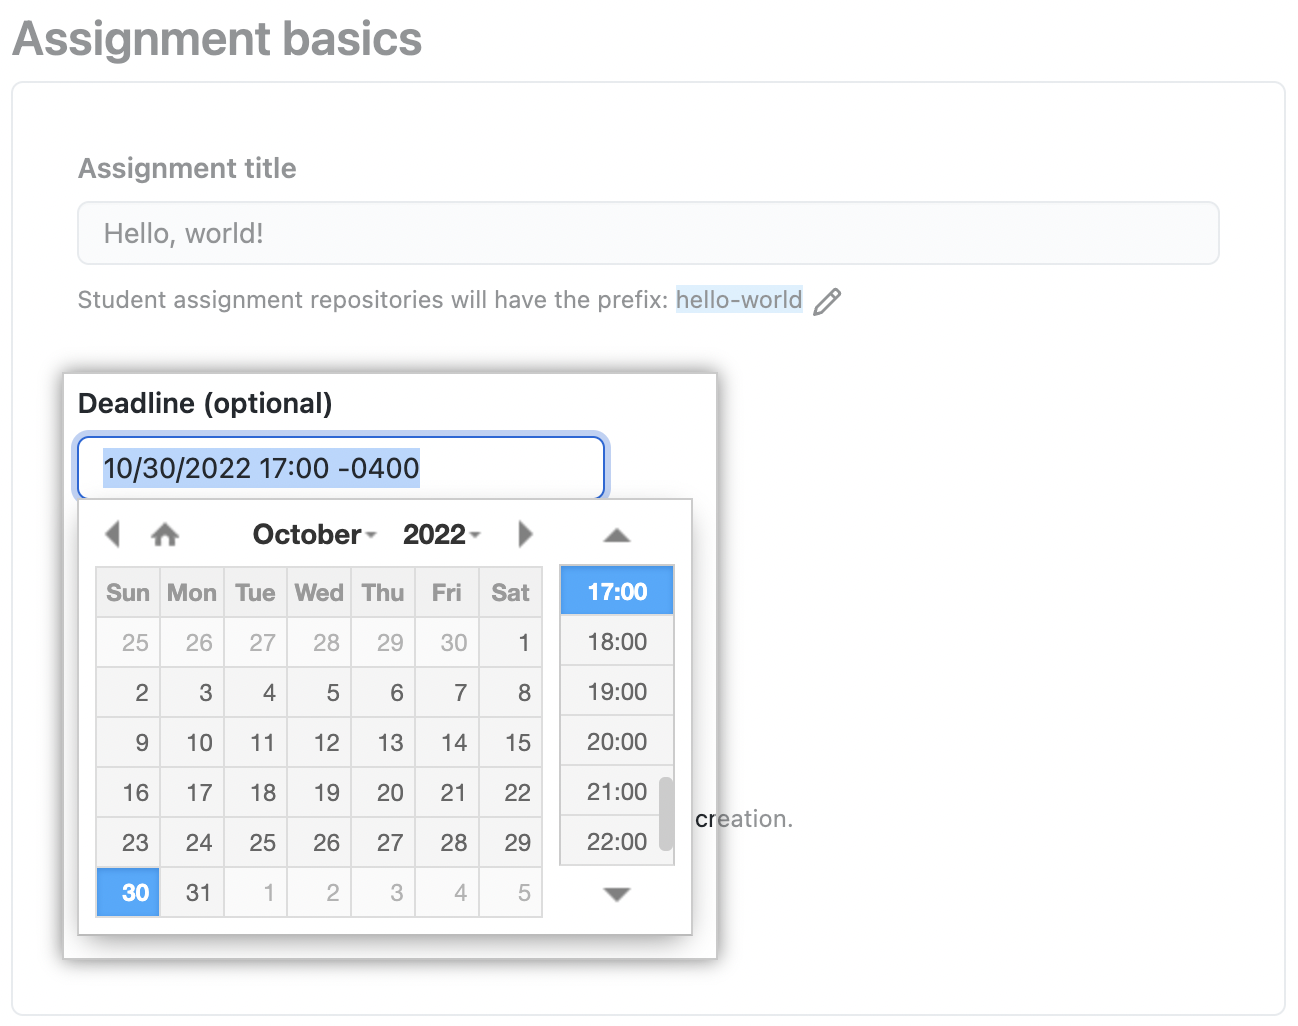 Assignment basics
Assignment title
Hello, world!
Student assignment repositories will have the prefix: hello-world
Deadline (optional)
10/30/2022 17:00 -0400
October 2022
Sun Mon Tue Wed Thu Fri Sat
25 26 27 28 29 30 1
2 3 4 5 6 7 8
9 10 11 12 13 14 15
16 17 18 19 20 21 22
23 24 25 26 27 28 29
30 31 1 2 3 4 5
17:00
18:00
19:00
20:00
21:00
22:00
creation.